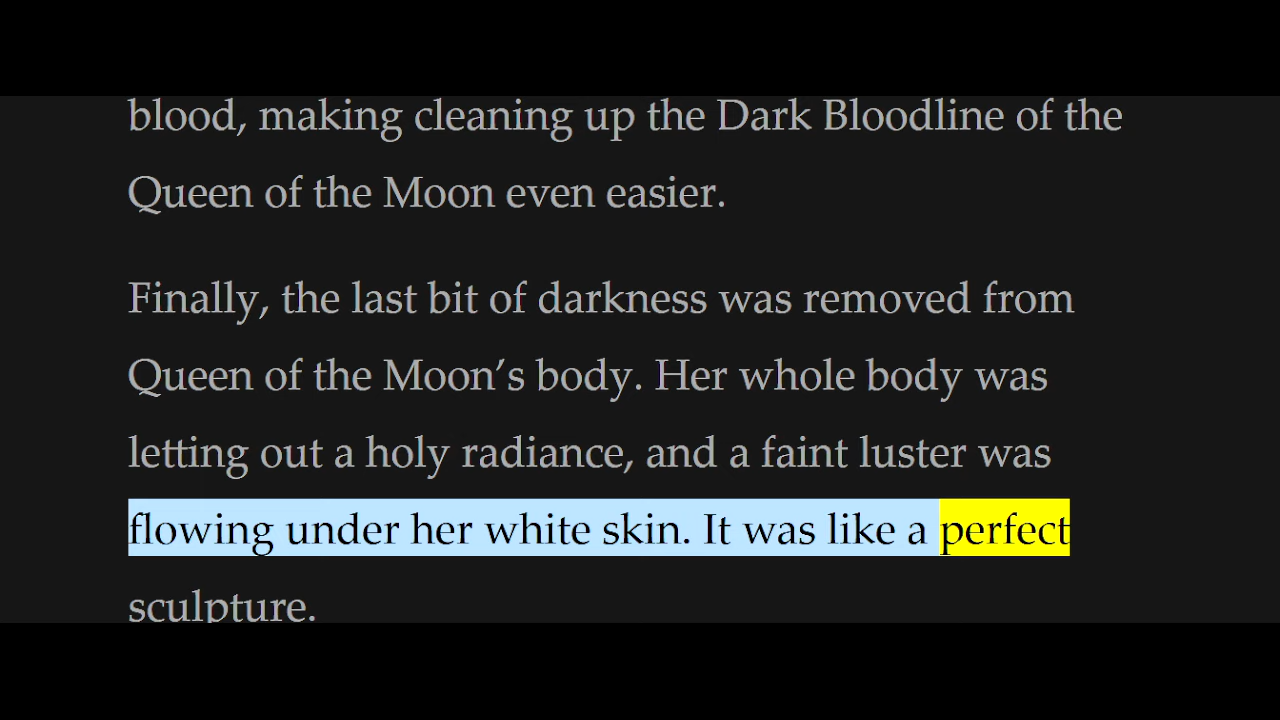 blood, making cleaning up the Dark Bloodline of the
Queen of the Moon even easier.
Finally, the last bit of darkness was removed from
Queen of the Moon’s body. Her whole body was
letting out a holy radiance, and a faint luster was
flowing under her white skin. It was like a perfect
sculpture.